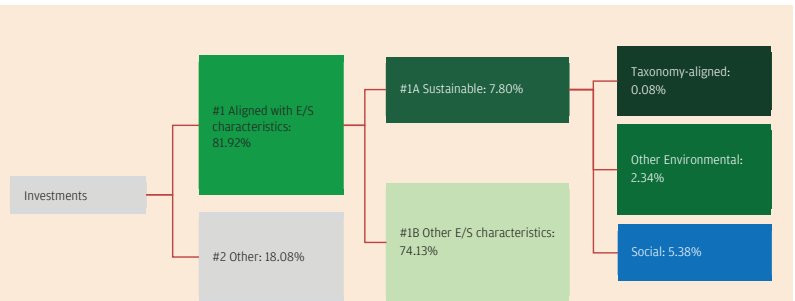 Investments
#1 Aligned with E/S
characteristics:
81.92%
#2 Other: 18.08%
#1A Sustainable: 7.80%
#1B Other E/S characteristics:
74.13%
Taxonomy-aligned:
0.08%
Other Environmental:
2.34%
Social: 5.38%